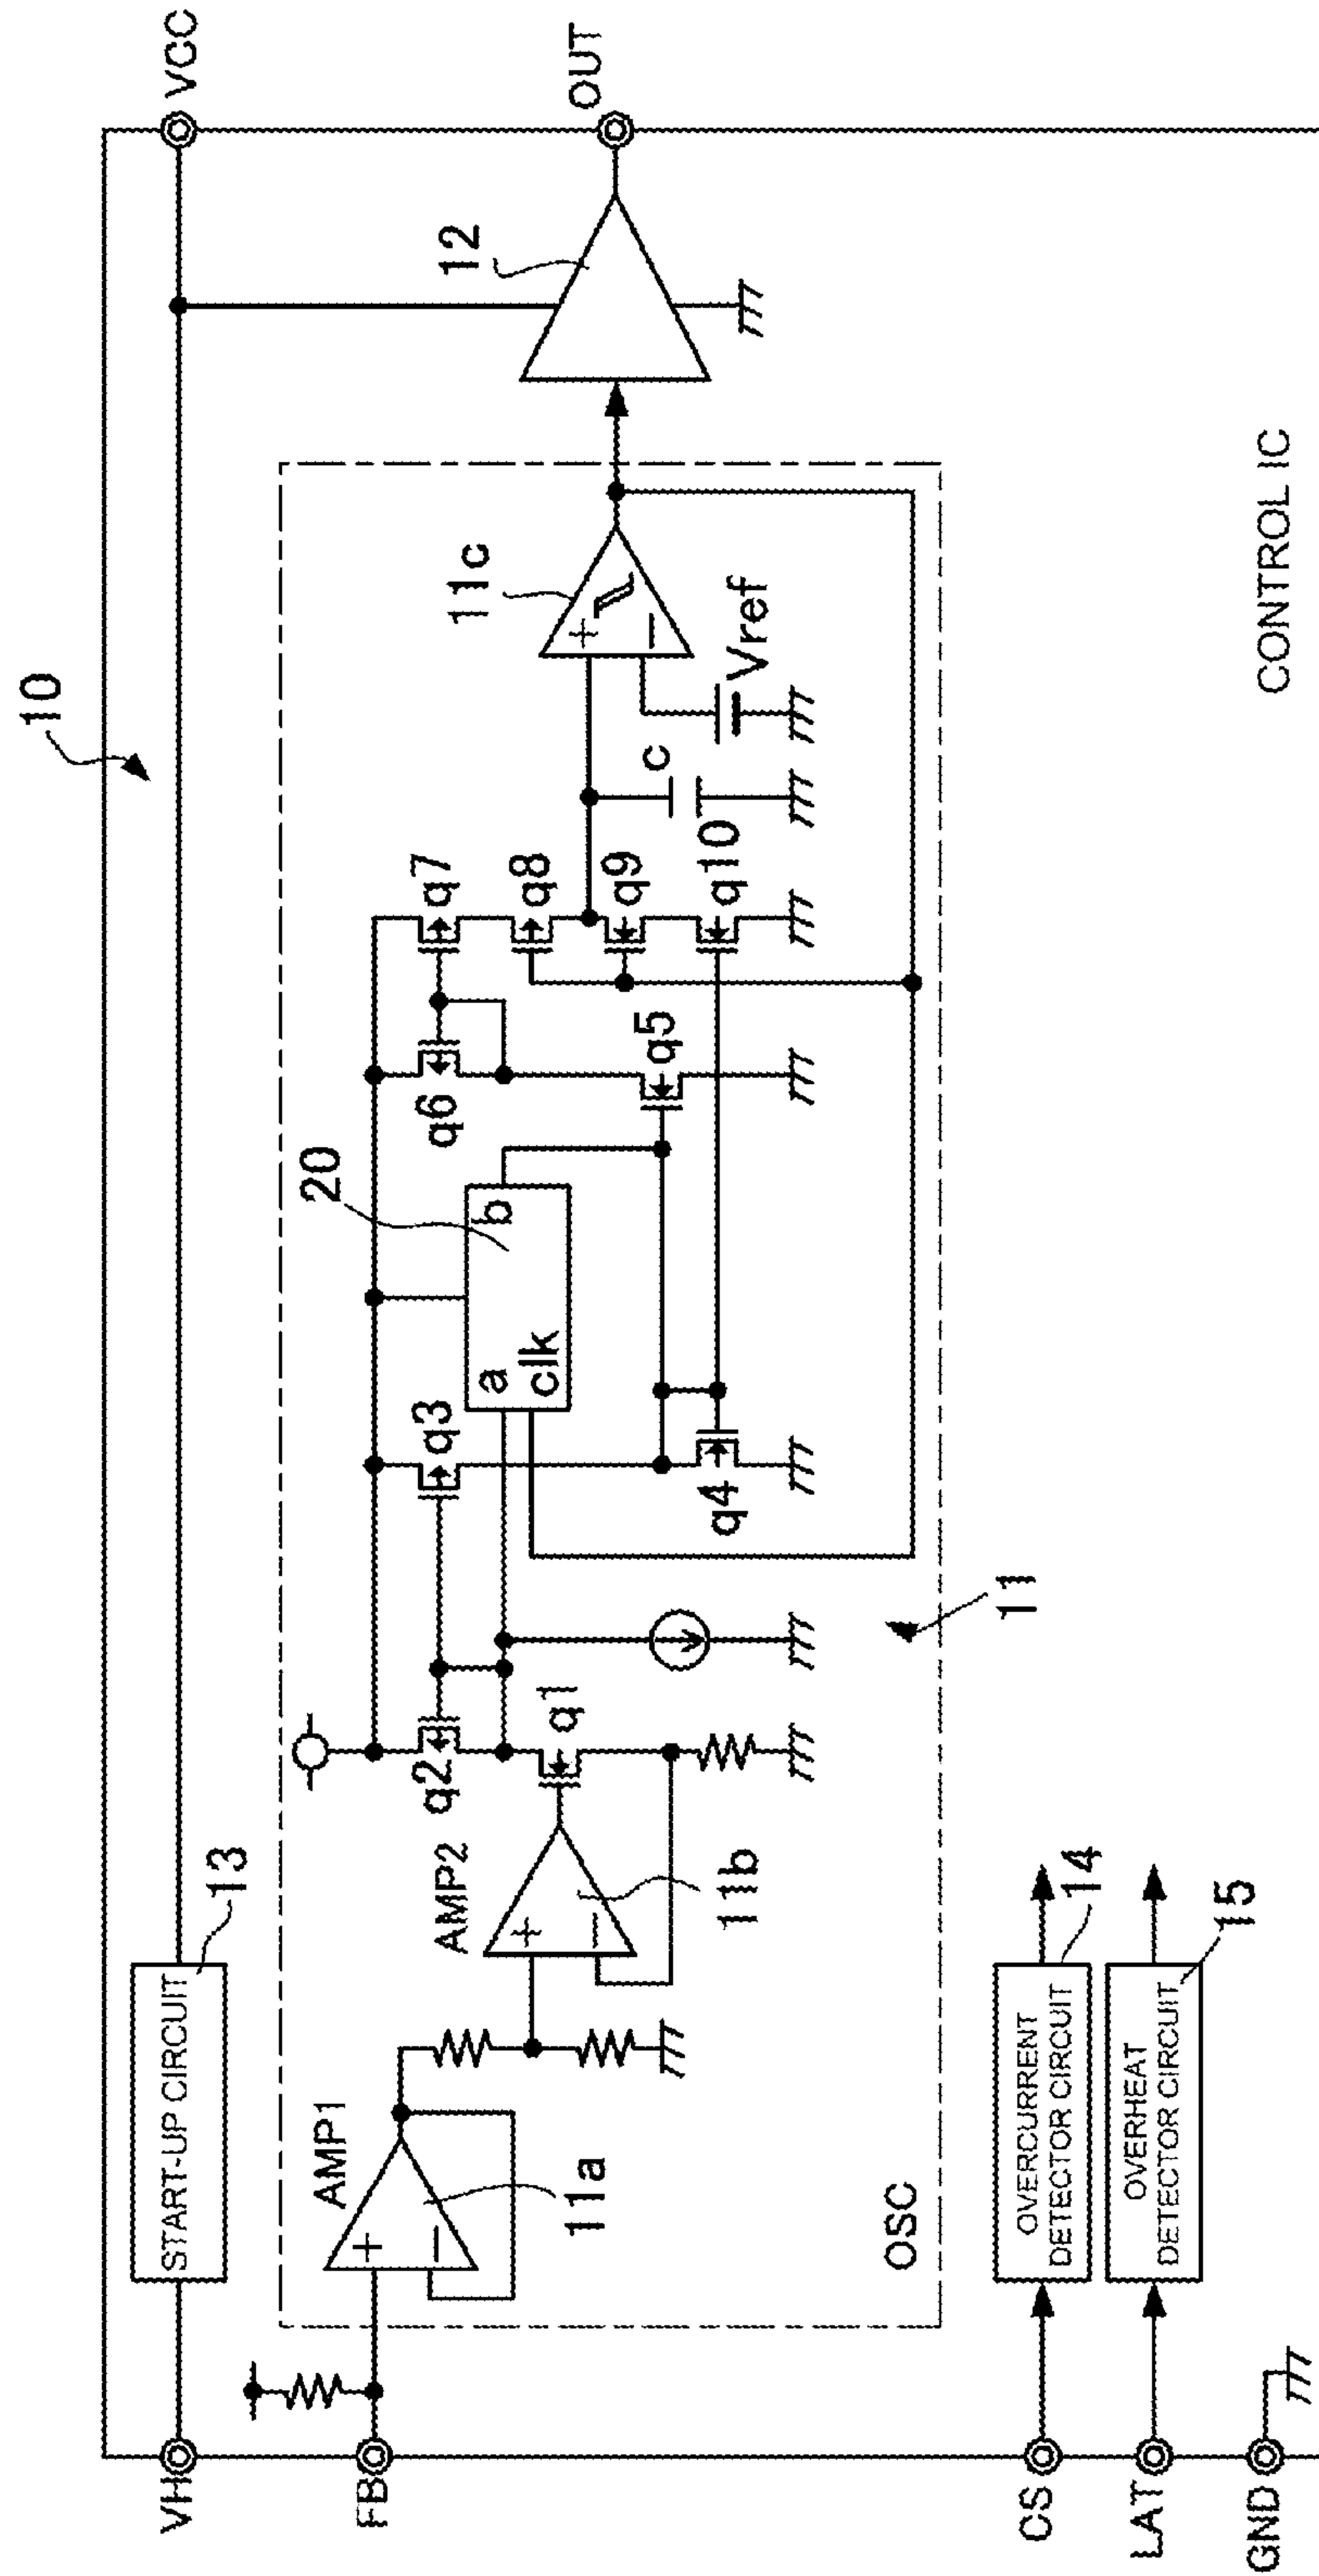 10
VH
START-UP CIRCUIT
13
VCC
FB
AMP1
+
−
11a
AMP2
+
−
11b
q2
q1
q3
q4
20
a
b
clk
q6
q5
q7
q8
q9
q10
c
Vref
11c
+
−
12
OUT
OSC
11
CS
OVERCURRENT
DETECTOR CIRCUIT
14
LAT
OVERHEAT
DETECTOR CIRCUIT
15
GND
CONTROL IC